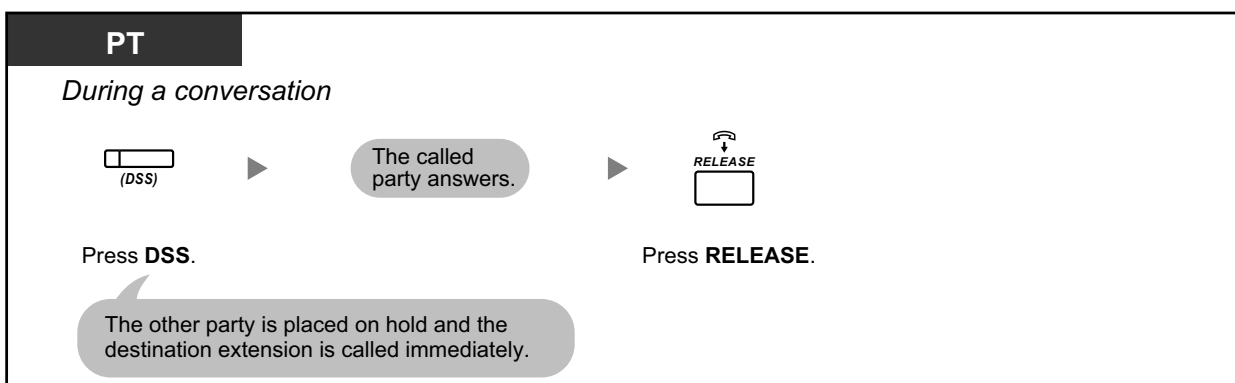 PT
During a conversation
(DSS)
The called
party answers.
RELEASE
Press DSS.
Press RELEASE.
The other party is placed on hold and the
destination extension is called immediately.